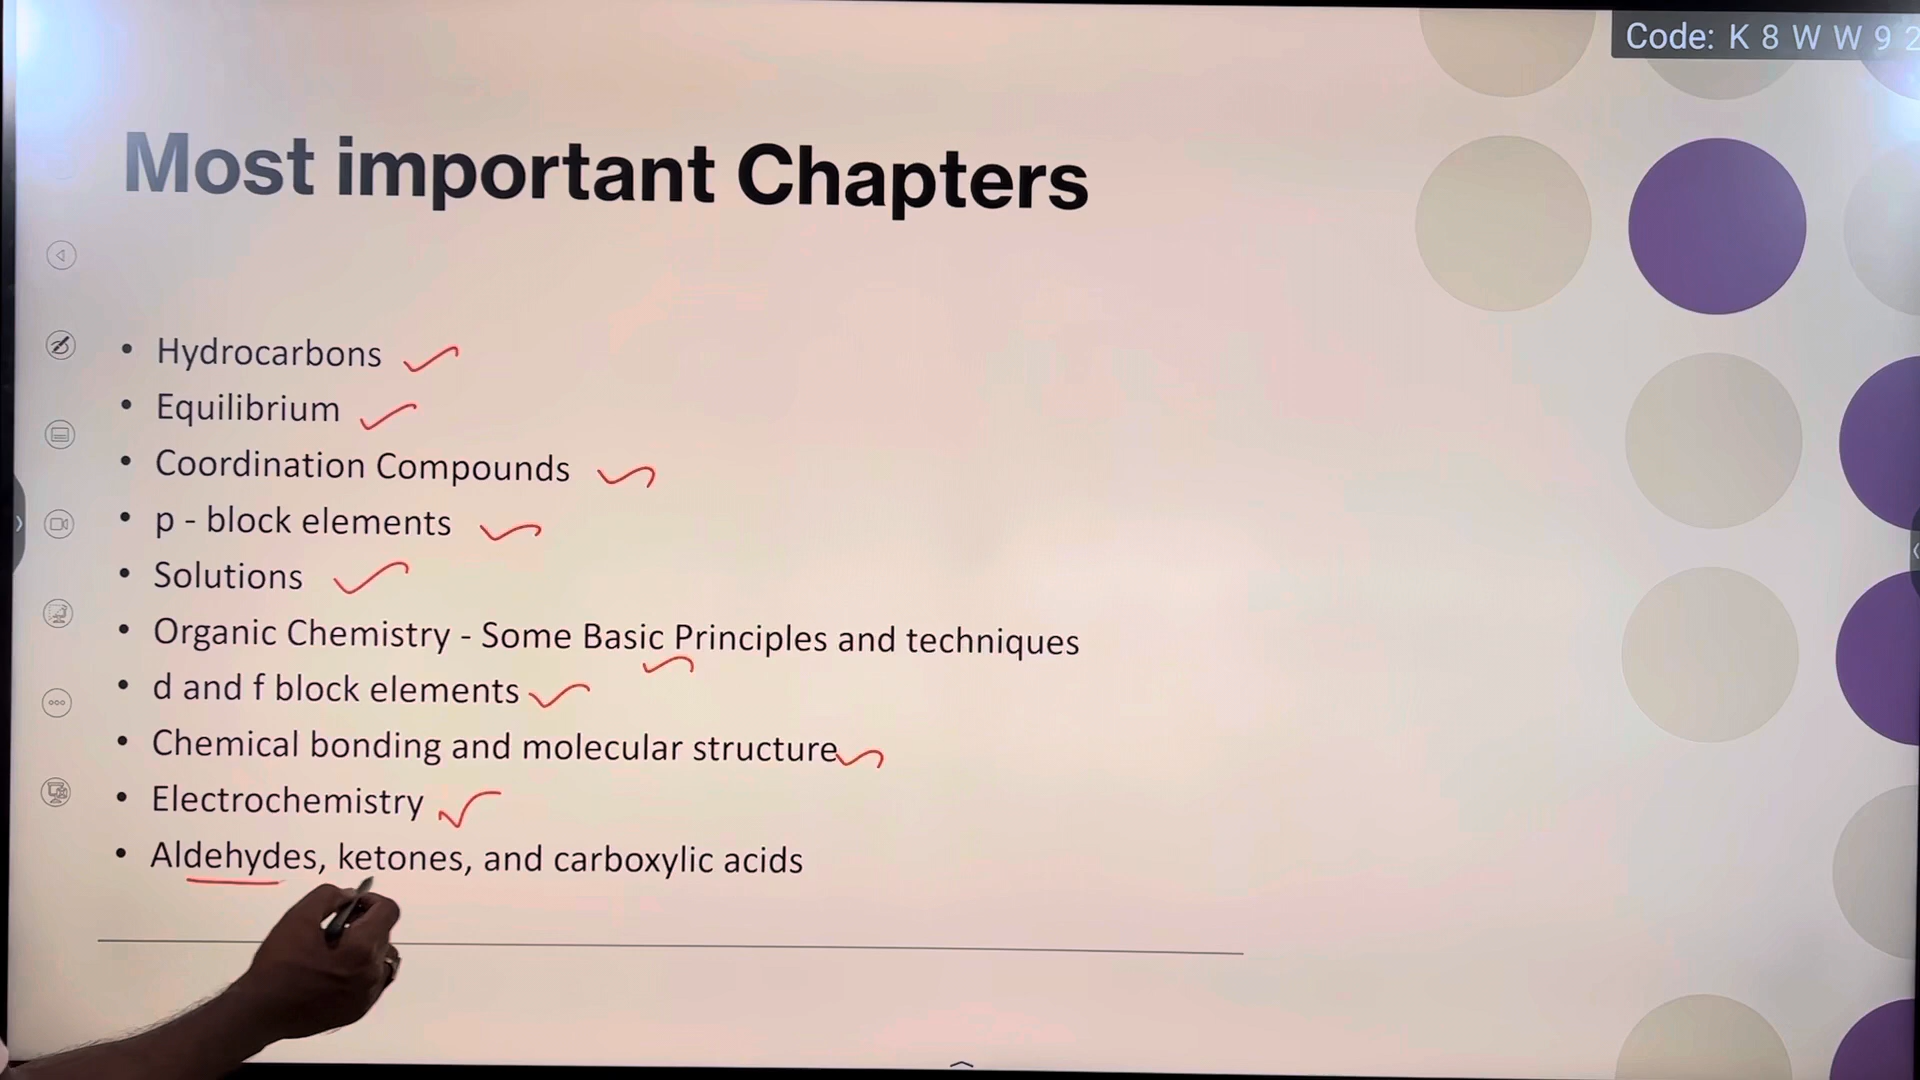 Code: K 8 W W 9 2
Most important Chapters
• Hydrocarbons
• Equilibrium
• Coordination Compounds
• p - block elements
• Solutions
• Organic Chemistry - Some Basic Principles and techniques
• d and f block elements
• Chemical bonding and molecular structure
• Electrochemistry
• Aldehydes, ketones, and carboxylic acids